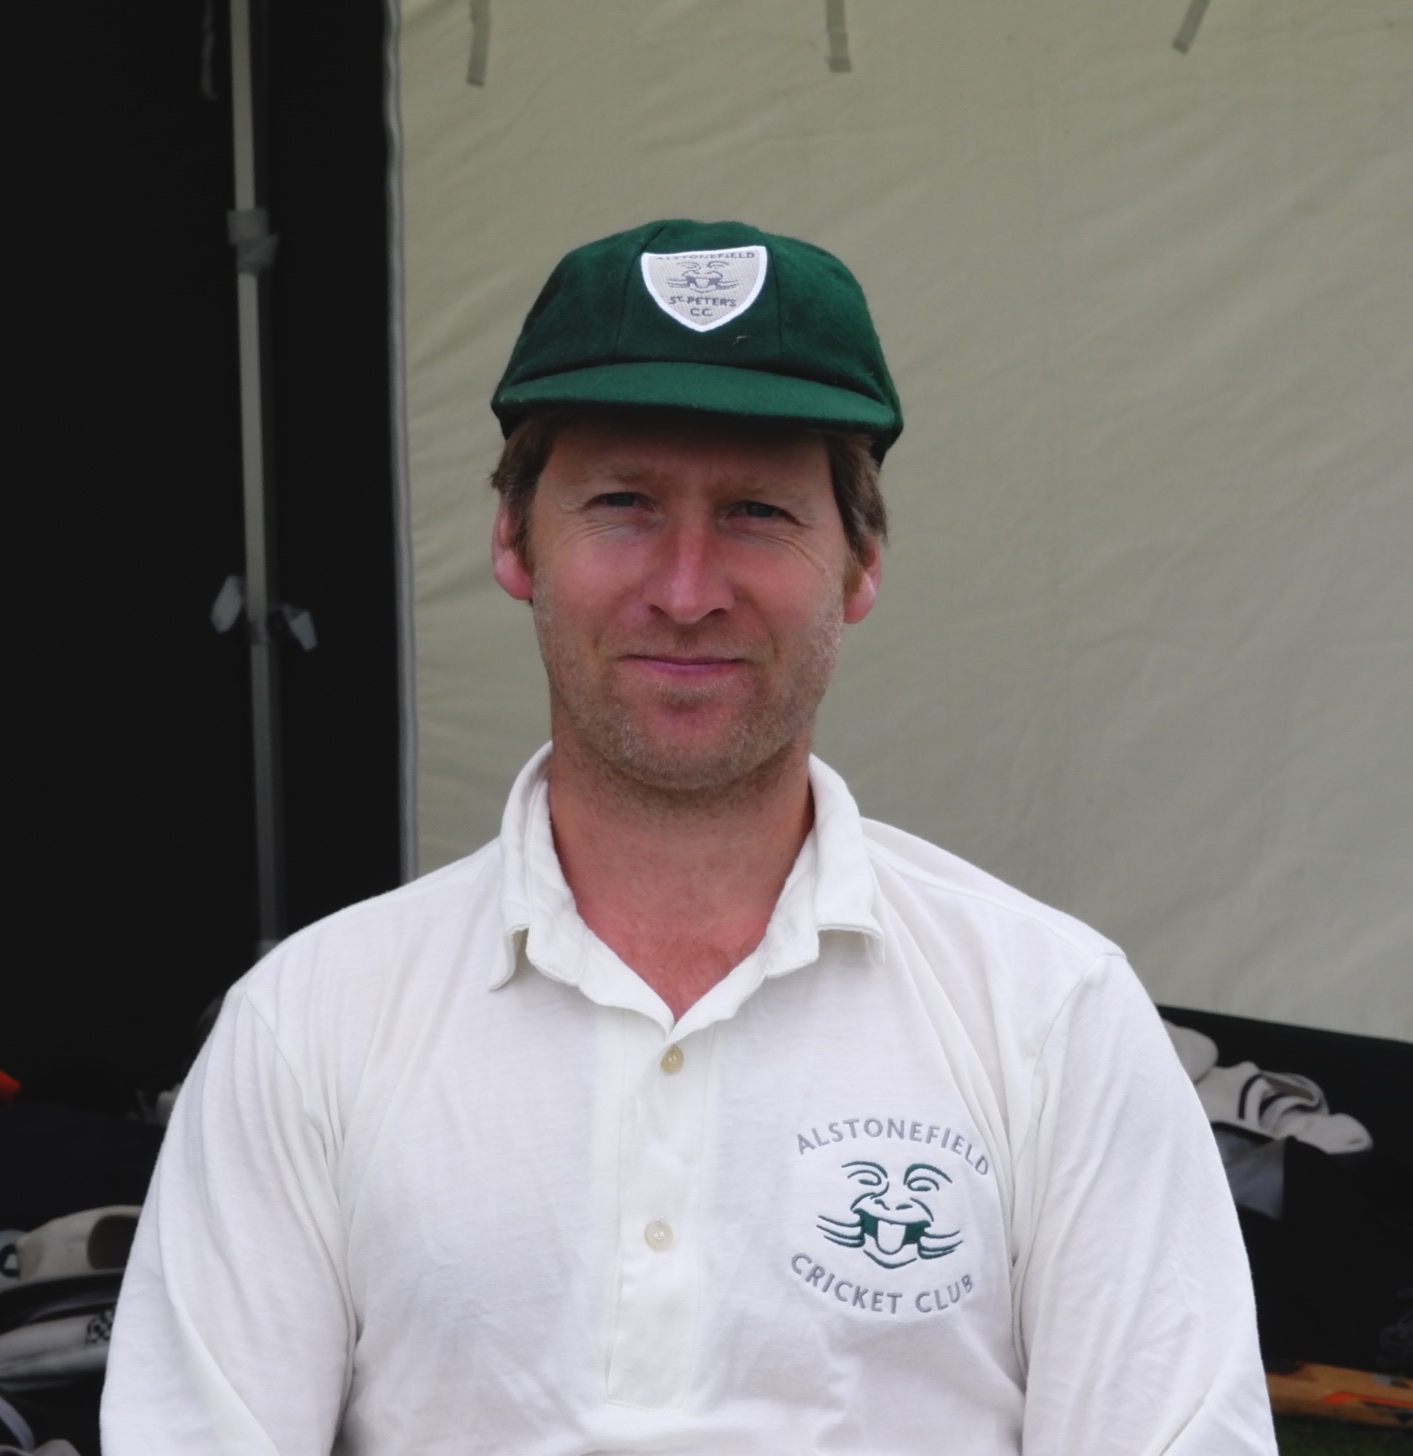 ALSTONEFIELD
ST. PETER'S
C.C.
ALSTONEFIELD
CRICKET CLUB